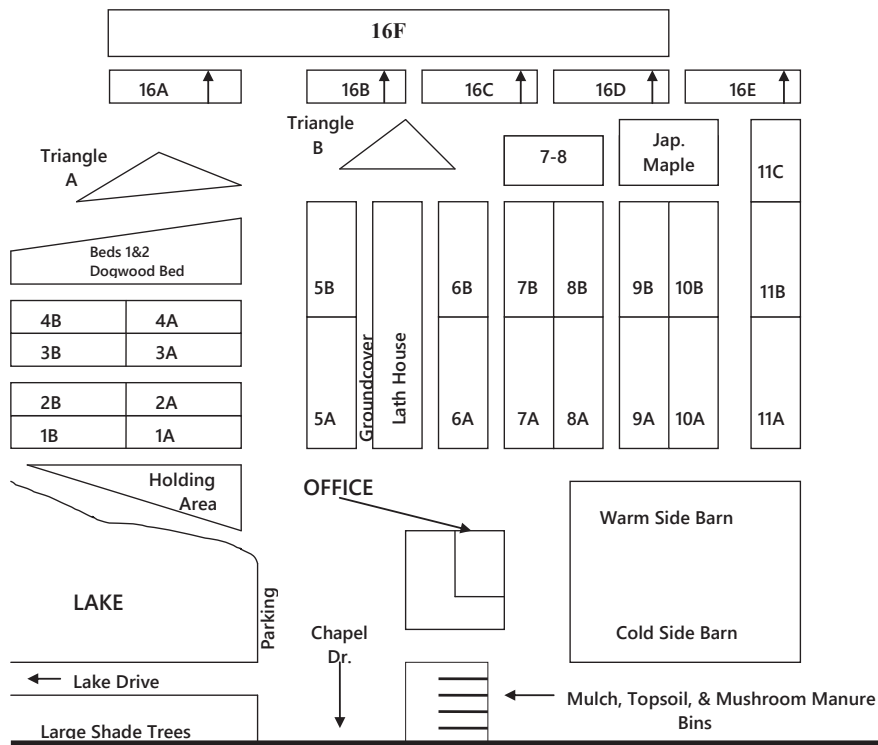 16F
16A
16B
16C
16D
16E
Triangle
A
Triangle
B
7-8
Jap.
Maple
11C
Beds 1&2
Dogwood Bed
5B
6B
7B
8B
9B
10B
11B
4B
4A
3B
3A
2B
2A
1B
1A
Groundcover
Lath House
5A
6A
7A
8A
9A
10A
11A
Holding
Area
OFFICE
Warm Side Barn
Cold Side Barn
LAKE
Parking
Chapel
Dr.
Lake Drive
Mulch, Topsoil, & Mushroom Manure
Bins
Large Shade Trees